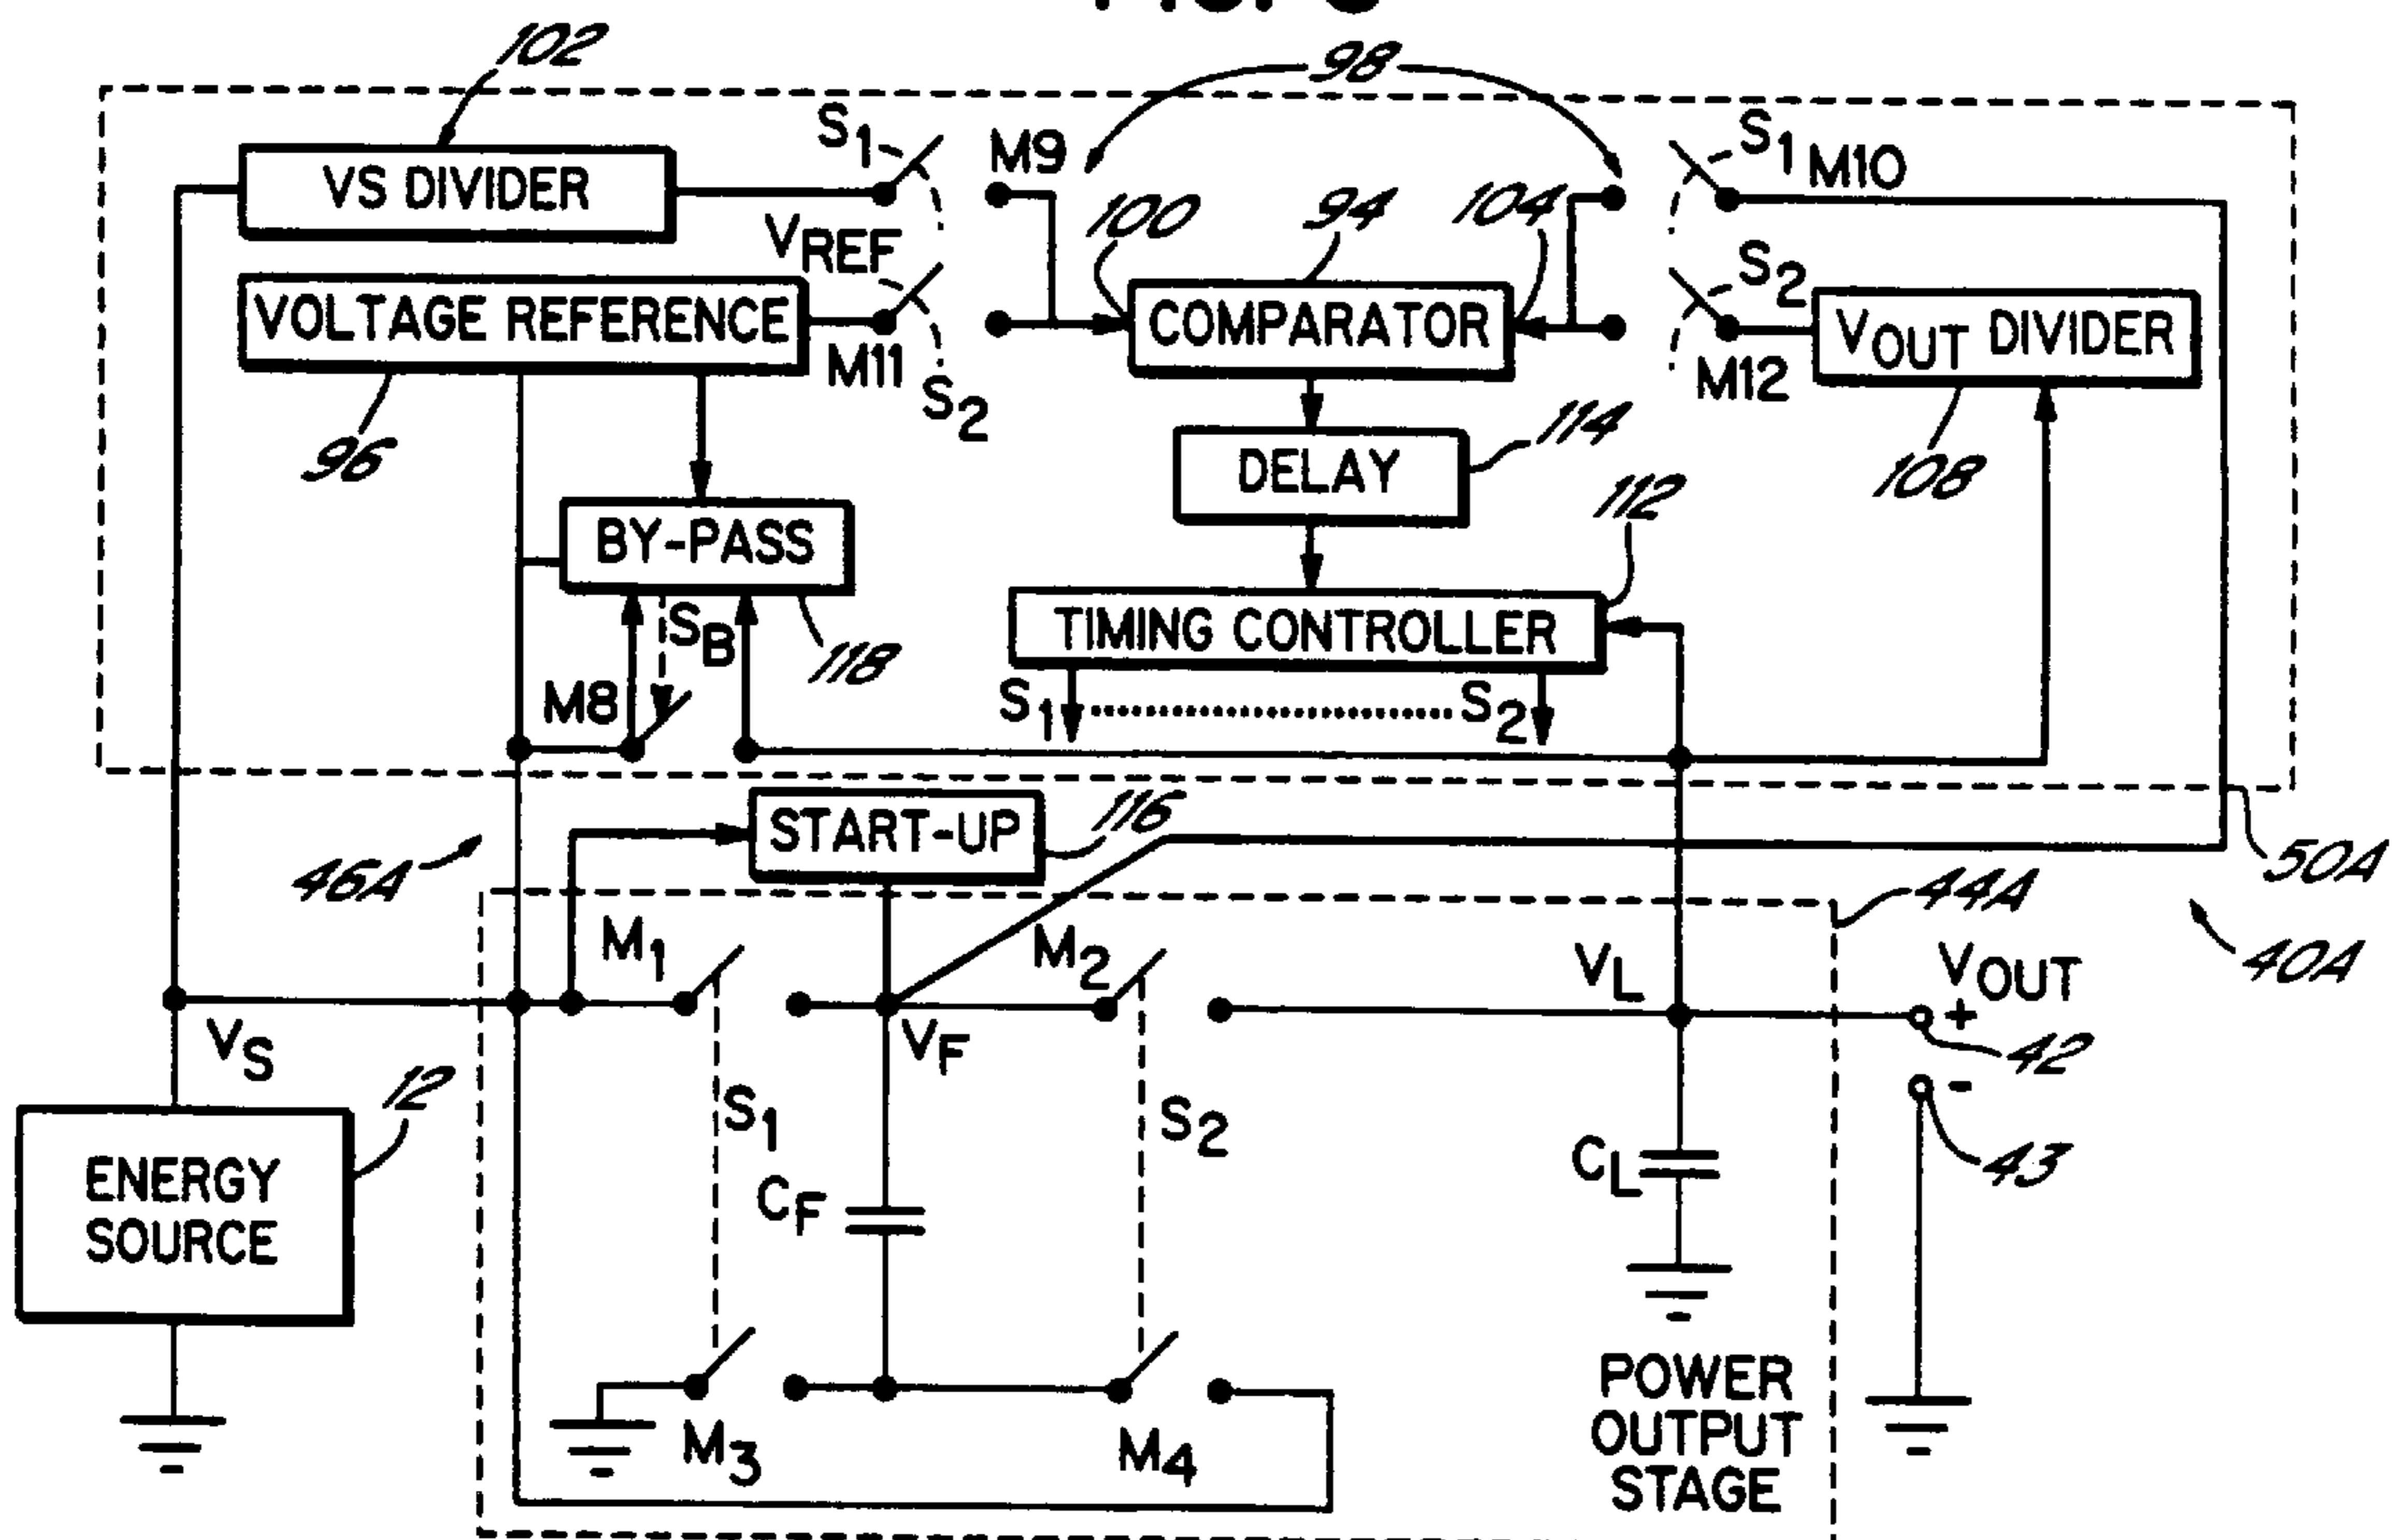 102
98
S1
M9
S1 M10
VS DIVIDER
100
94
104
VREF
S2
VOLTAGE REFERENCE
COMPARATOR
VOUT DIVIDER
M11
M12
S2
96
114
DELAY
108
112
BY-PASS
SB
TIMING CONTROLLER
118
M8
S1
S2
START-UP
116
46A
50A
44A
M1
M2
VL
VOUT
40A
+
VS
VF
42
12
-
S1
S2
43
ENERGY
SOURCE
CF
CL
POWER
OUTPUT
STAGE
M3
M4